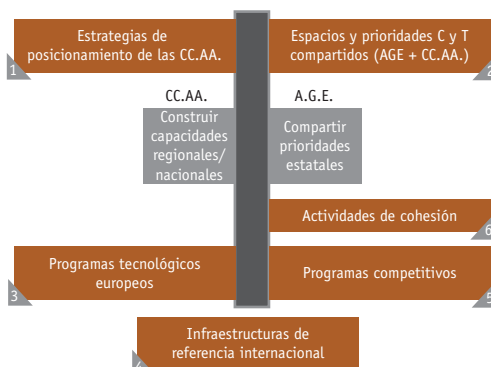 Estrategias de
posicionamiento de las CC.AA.
1
Espacios y prioridades C y T
compartidos (AGE + CC.AA.)
2
CC.AA.
A.G.E.
Construir
capacidades
regionales/
nacionales
Compartir
prioridades
estatales
Actividades de cohesión
6
Programas tecnológicos
europeos
3
Programas competitivos
5
Infraestructuras de
referencia internacional
4